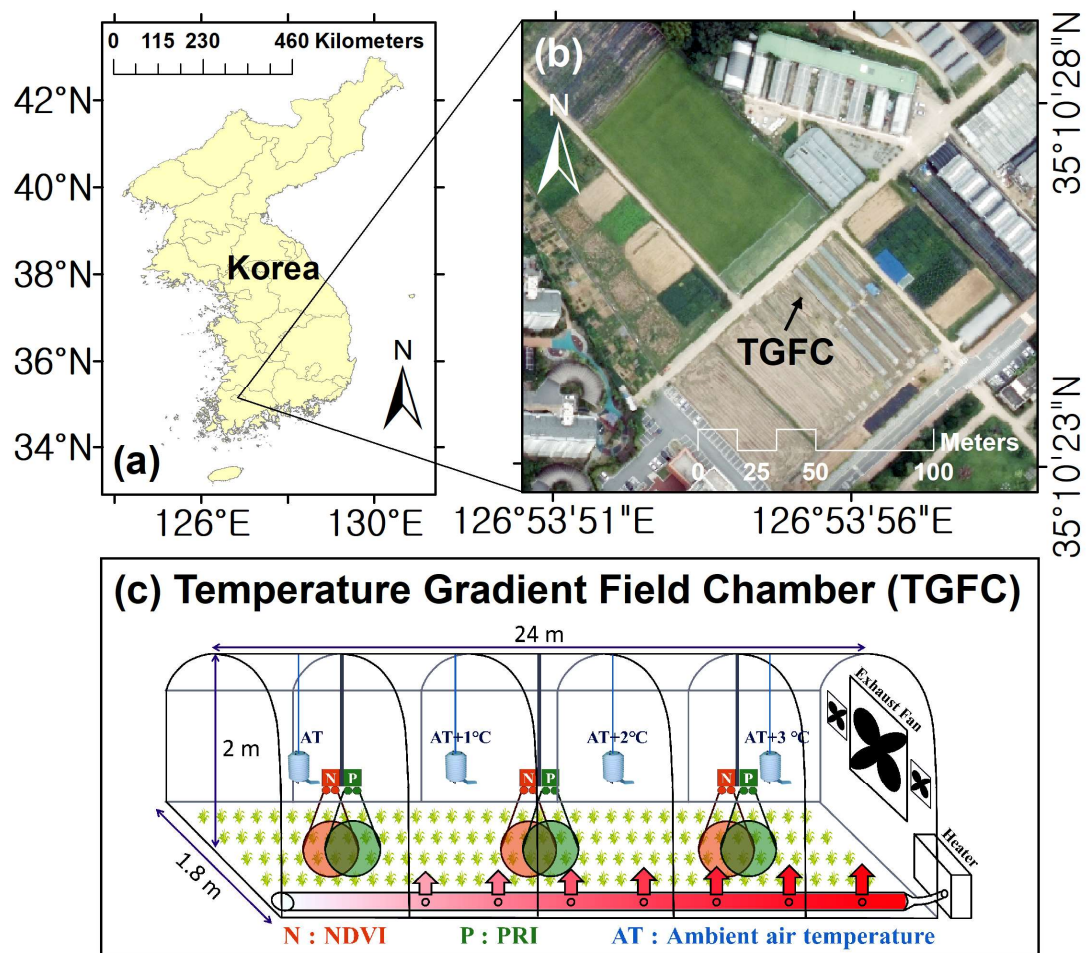 0 115 230 460 Kilometers
42°N
40°N
38°N
36°N
34°N
Korea
N
(a)
126°E 130°E
(b)
N
TGFC
Meters
0 25 50 100
35°10'28"N
35°10'23"N
126°53'51"E 126°53'56"E
(c) Temperature Gradient Field Chamber (TGFC)
24 m
2 m
1.8 m
AT AT+1℃ AT+2℃ AT+3 ℃
N P N P N P
Exhaust Fan
Heater
N : NDVI P : PRI AT : Ambient air temperature